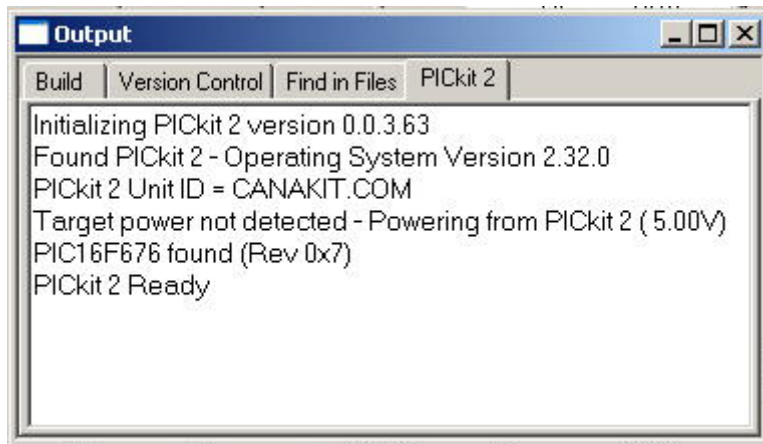 Output
Build Version Control Find in Files PICkit 2
Initializing PICkit 2 version 0.0.3.63
Found PICkit 2 - Operating System Version 2.32.0
PICkit 2 Unit ID = CANAKIT.COM
Target power not detected - Powering from PICkit 2 ( 5.00V)
PIC16F676 found (Rev 0x7)
PICkit 2 Ready